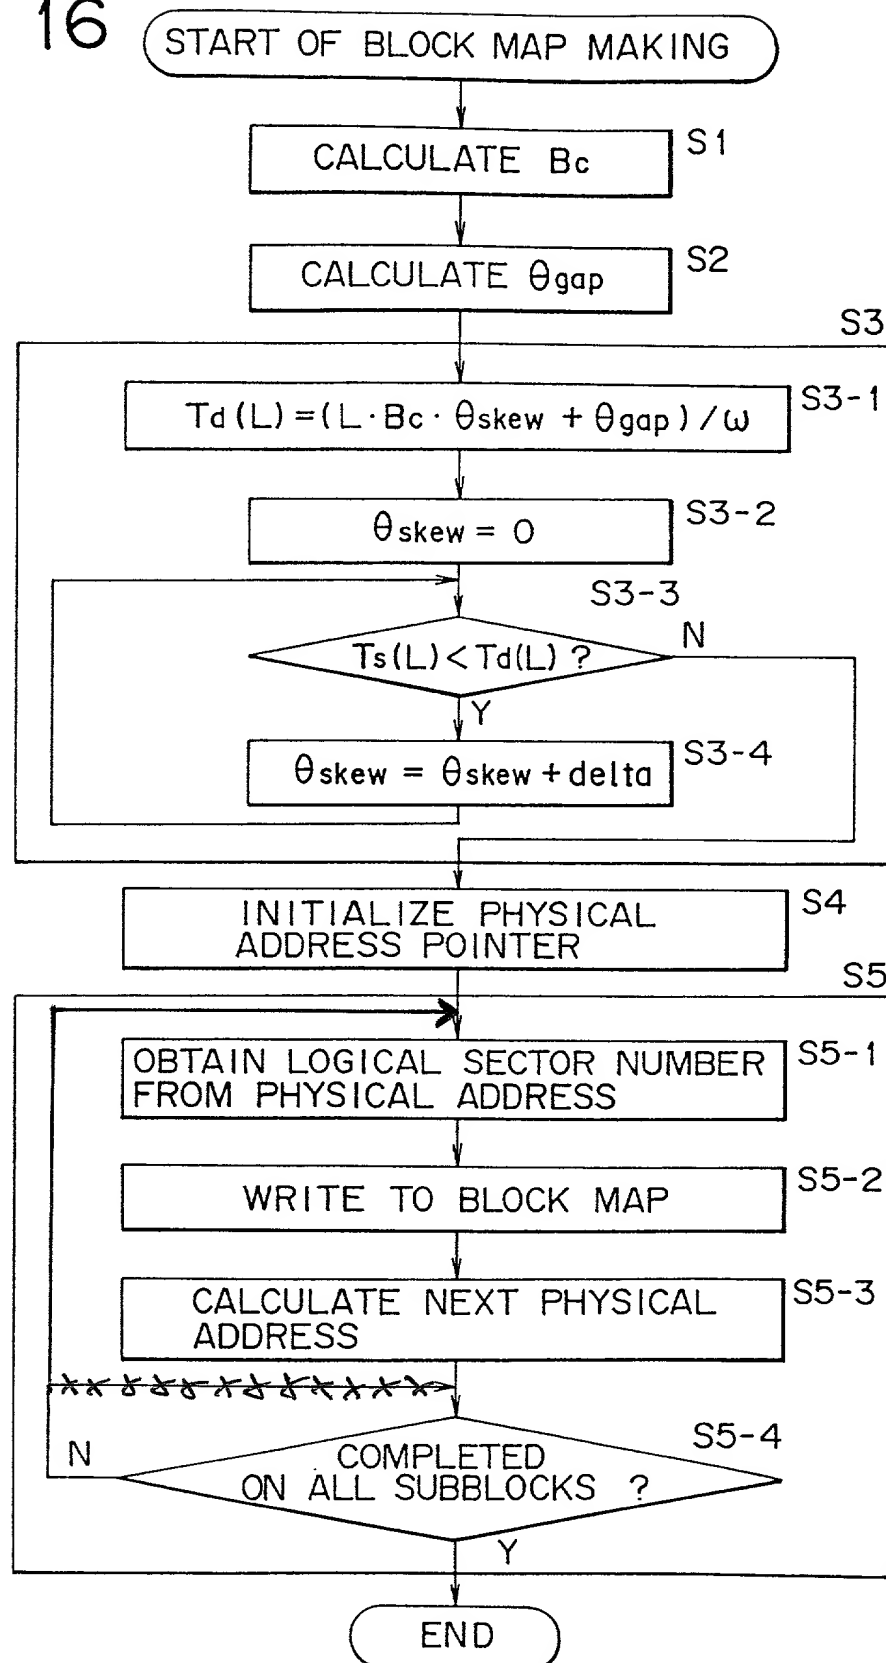 16
START OF BLOCK MAP MAKING
CALCULATE Bc
S1
CALCULATE θgap
S2
S3
Td(L)=(L·Bc·θskew+θgap)/ω
S3-1
θskew = 0
S3-2
S3-3
Ts(L)<Td(L)?
N
Y
θskew = θskew+delta
S3-4
INITIALIZE PHYSICAL
ADDRESS POINTER
S4
S5
OBTAIN LOGICAL SECTOR NUMBER
FROM PHYSICAL ADDRESS
S5-1
WRITE TO BLOCK MAP
S5-2
CALCULATE NEXT PHYSICAL
ADDRESS
S5-3
N
COMPLETED
ON ALL SUBBLOCKS ?
S5-4
Y
END